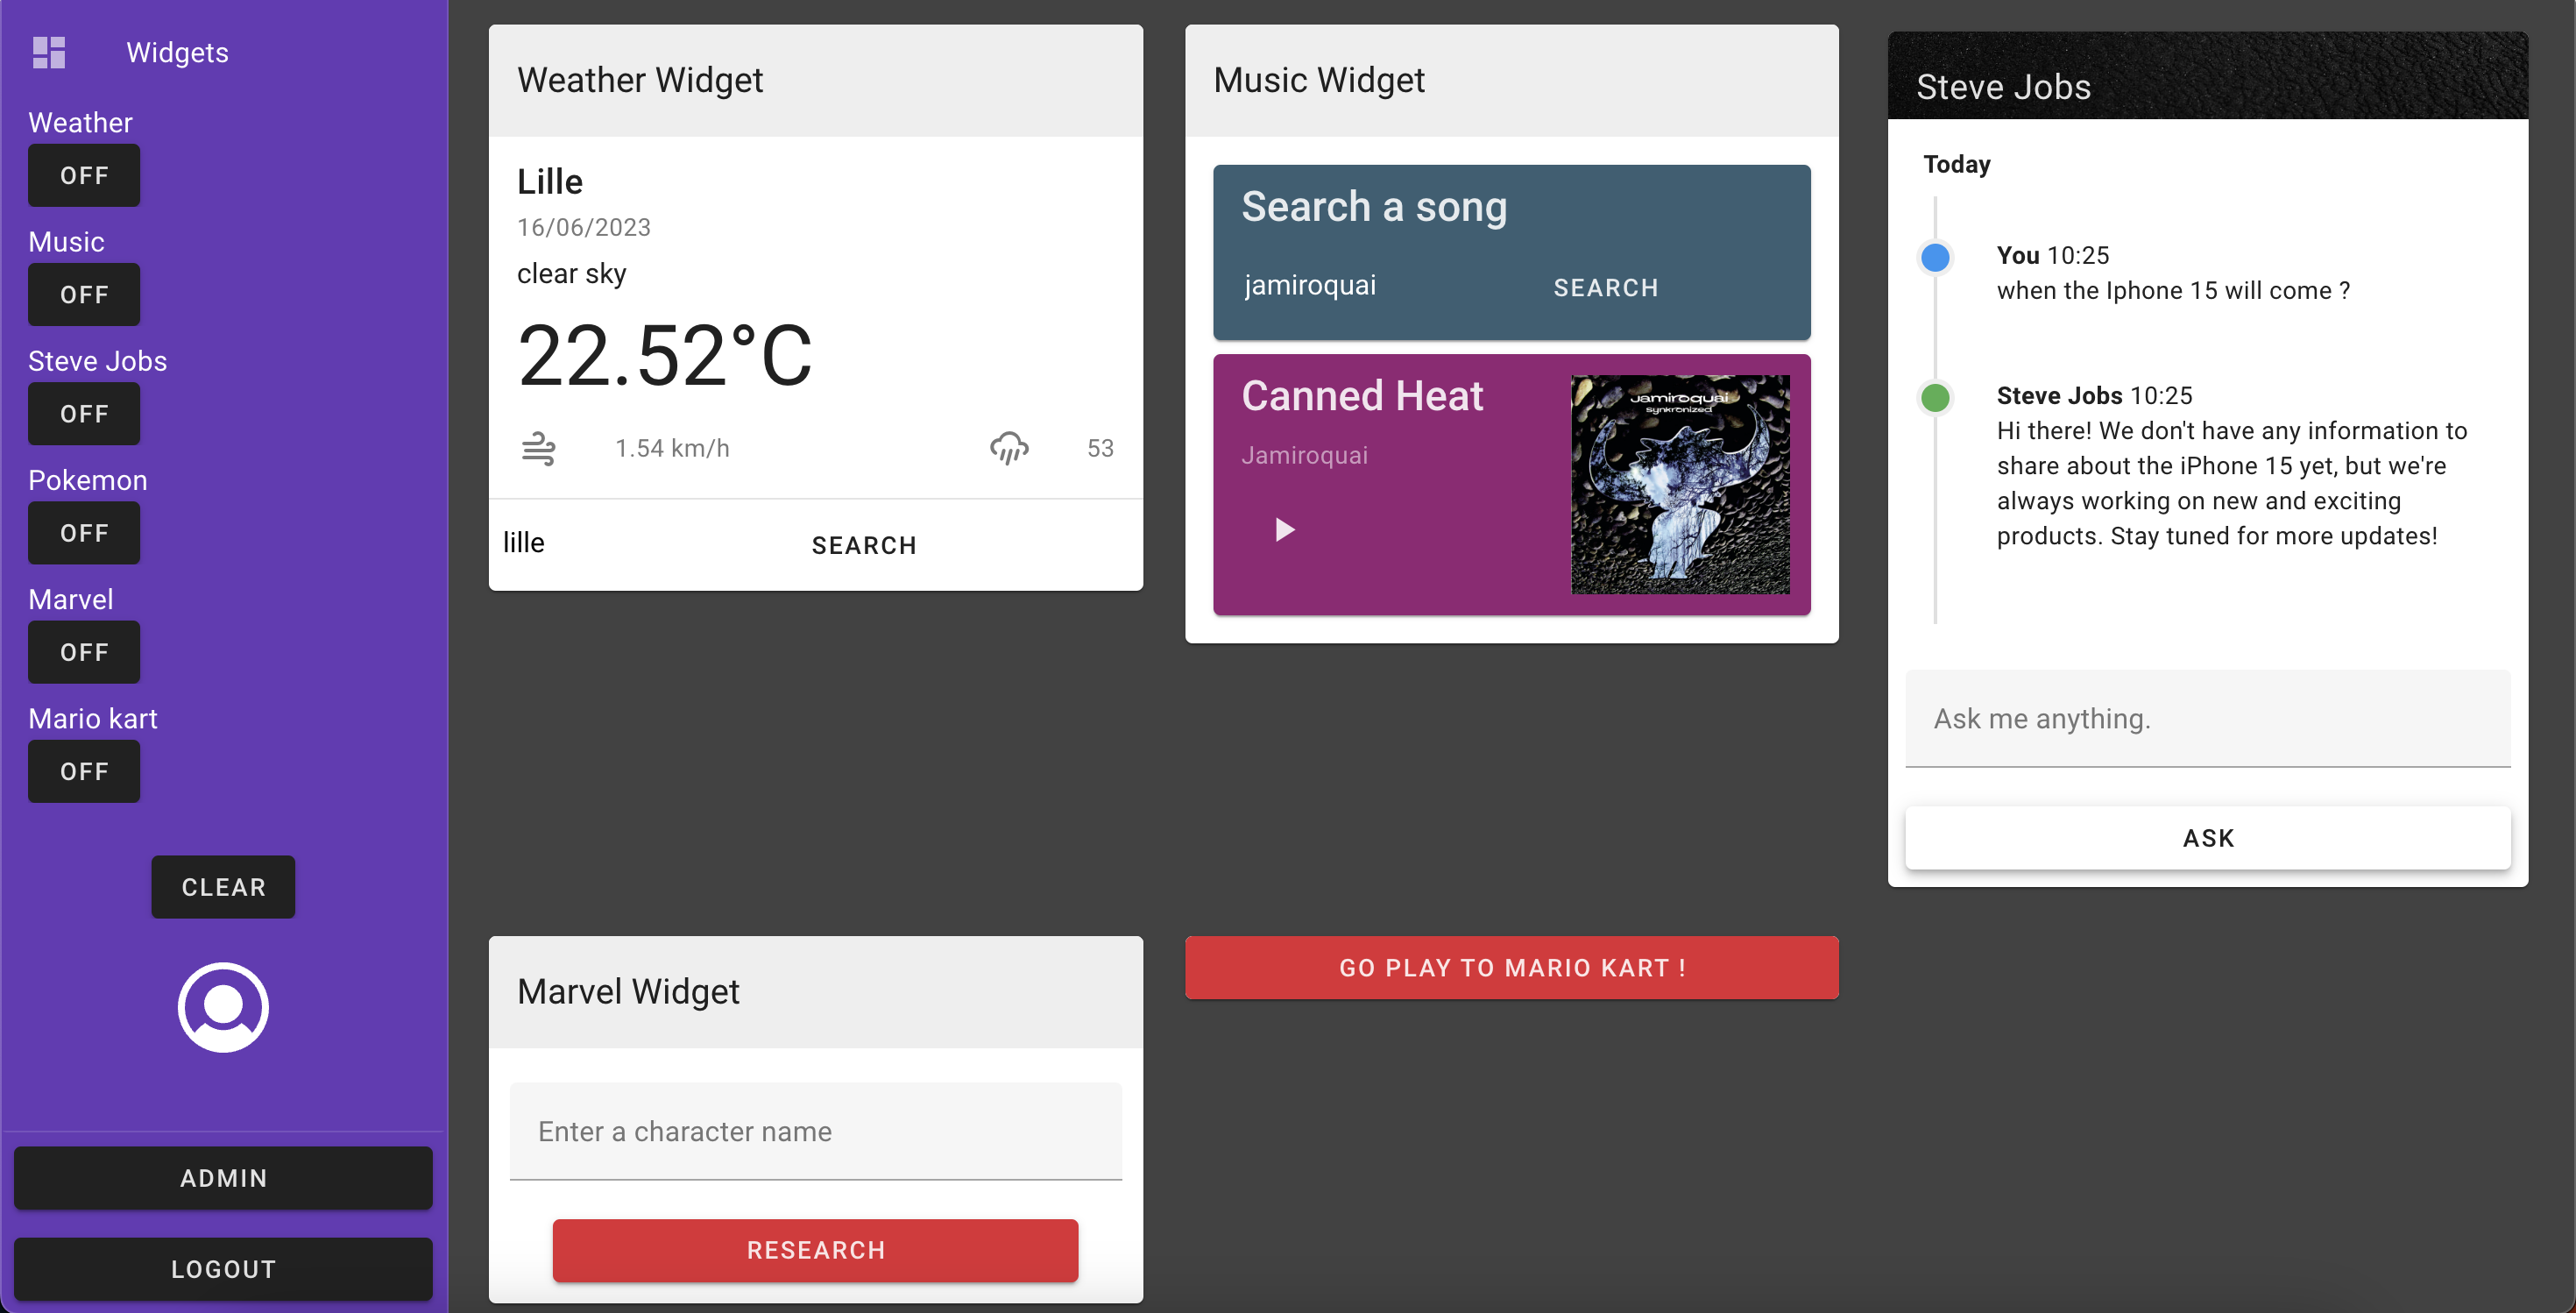 Widgets
Weather
OFF
Music
OFF
Steve Jobs
OFF
Pokemon
OFF
Marvel
OFF
Mario kart
OFF
CLEAR
ADMIN
LOGOUT
Weather Widget
Lille
16/06/2023
clear sky
22.52°C
1.54 km/h
53
lille
SEARCH
Music Widget
Search a song
jamiroquai
SEARCH
Canned Heat
Jamiroquai
jamiroquai
synkronized
Steve Jobs
Today
You 10:25
when the Iphone 15 will come ?
Steve Jobs 10:25
Hi there! We don't have any information to
share about the iPhone 15 yet, but we're
always working on new and exciting
products. Stay tuned for more updates!
Ask me anything.
ASK
Marvel Widget
Enter a character name
RESEARCH
GO PLAY TO MARIO KART !